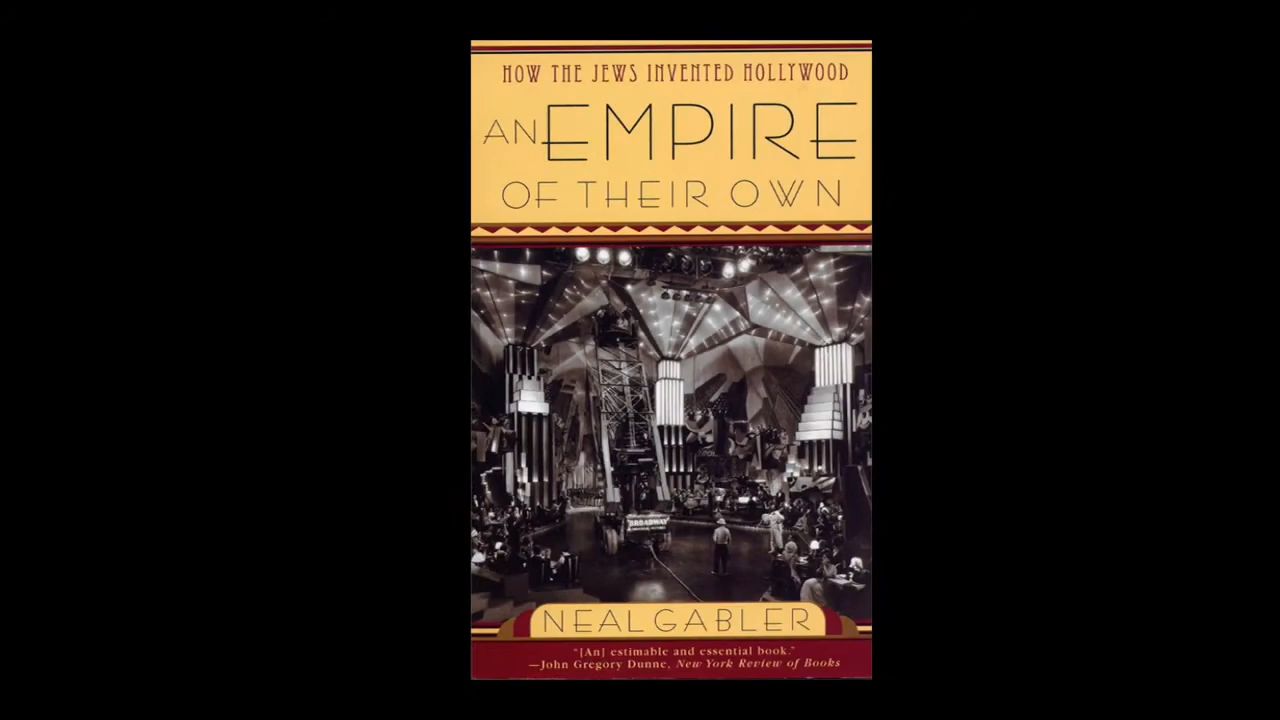 HOW THE JEWS INVENTED HOLLYWOOD
AN EMPIRE
OF THEIR OWN
BROADWAY
NEAL GABLER
"[An] estimable and essential book."
—John Gregory Dunne, New York Review of Books